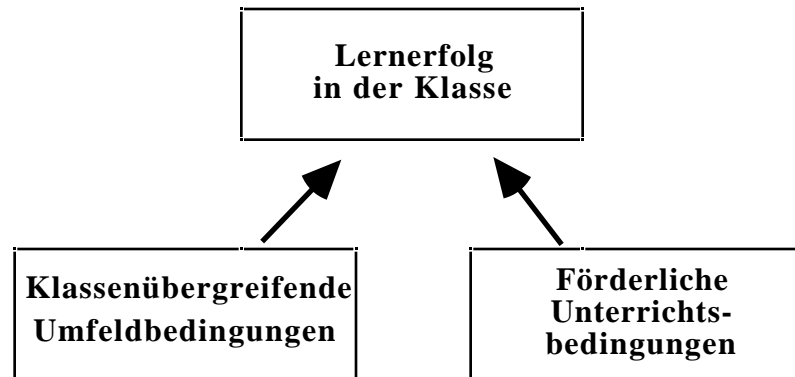 Lernerfolg
in der Klasse
Klassenübergreifende
Umfeldbedingungen
Förderliche
Unterrichts-
bedingungen